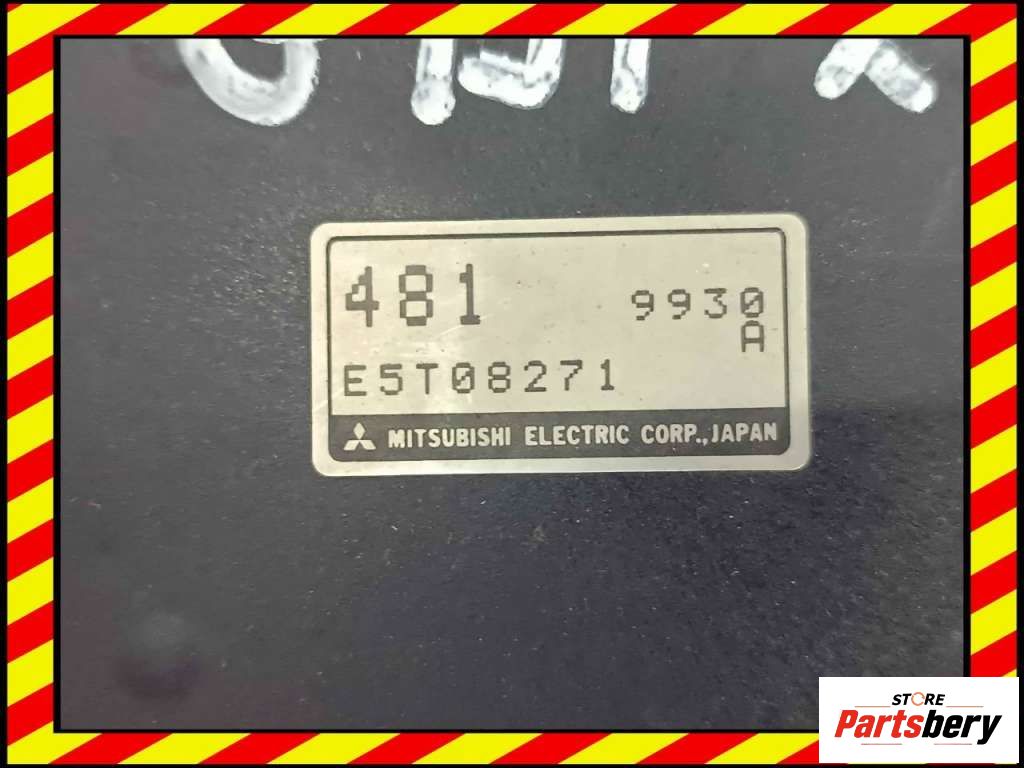 481 9930
A
E5T08271
MITSUBISHI ELECTRIC CORP., JAPAN
STORE
Partsbery